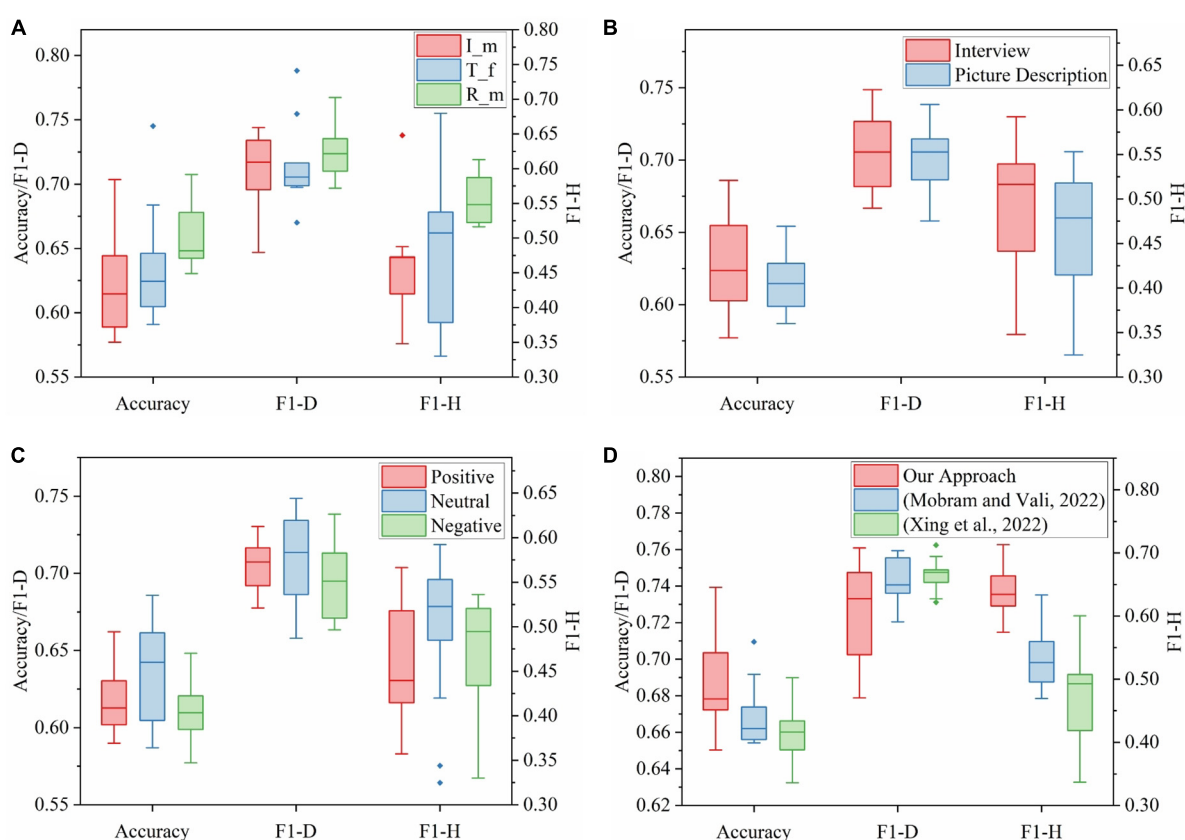 A
0.80
0.75
0.70
0.65
0.60
0.55
Accuracy/F1-D
I_m
T_f
R_m
0.80
0.75
0.70
0.65
0.60
0.55
0.50
0.45
0.40
0.35
0.30
F1-H
Accuracy F1-D F1-H
B
0.75
0.70
0.65
0.60
0.55
Accuracy/F1-D
Interview
Picture Description
0.65
0.60
0.55
0.50
0.45
0.40
0.35
0.30
F1-H
Accuracy F1-D F1-H
C
0.75
0.70
0.65
0.60
0.55
Accuracy/F1-D
Positive
Neutral
Negative
0.65
0.60
0.55
0.50
0.45
0.40
0.35
0.30
F1-H
Accuracy F1-D F1-H
D
0.80
0.78
0.76
0.74
0.72
0.70
0.68
0.66
0.64
0.62
Accuracy/F1-D
Our Approach
(Mobram and Vali, 2022)
(Xing et al., 2022)
0.80
0.70
0.60
0.50
0.40
0.30
F1-H
Accuracy F1-D F1-H